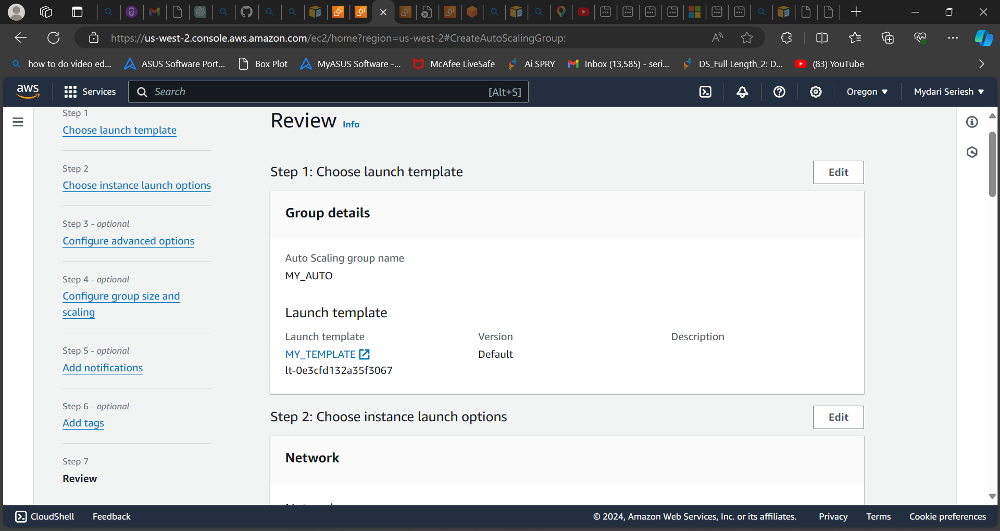 https://us-west-2.console.aws.amazon.com/ec2/home?region=us-west-2#CreateAutoScalingGroup:
how to do video ed...
ASUS Software Port...
Box Plot
MyASUS Software -...
McAfee LiveSafe
Ai SPRY
Inbox (13,585) - seri...
DS_Full Length_2: D...
(83) YouTube
aws
Services
Search
[Alt+S]
Oregon
Mydari Seriesh
Step 1
Choose launch template
Step 2
Choose instance launch options
Step 3 - optional
Configure advanced options
Step 4 - optional
Configure group size and
scaling
Step 5 - optional
Add notifications
Step 6 - optional
Add tags
Step 7
Review
Review Info
Step 1: Choose launch template
Edit
Group details
Auto Scaling group name
MY_AUTO
Launch template
Launch template
Version
Description
MY_TEMPLATE
Default
lt-0e3cfd132a35f3067
Step 2: Choose instance launch options
Edit
Network
CloudShell
Feedback
© 2024, Amazon Web Services, Inc. or its affiliates.
Privacy
Terms
Cookie preferences